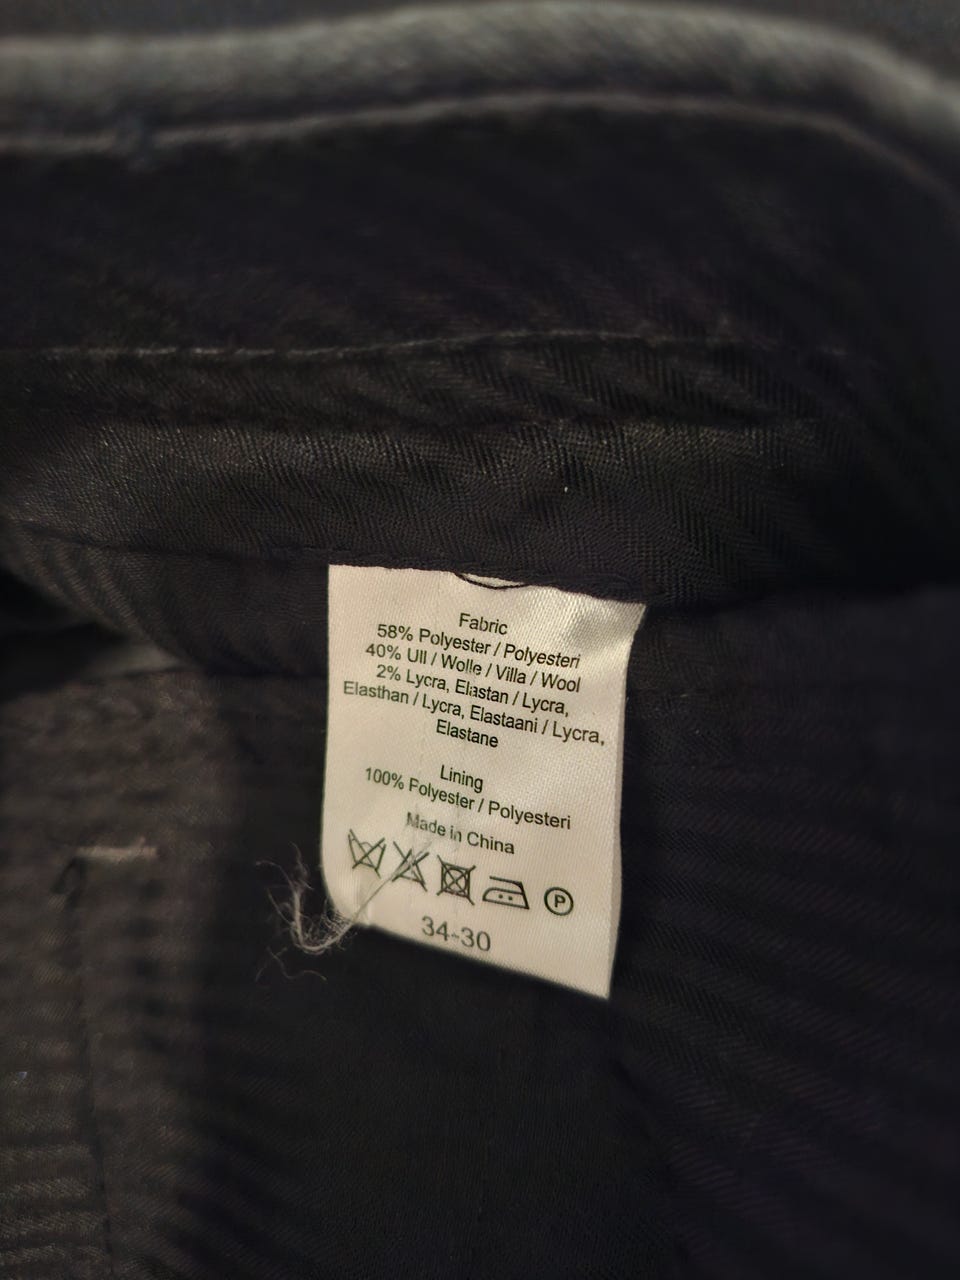 Fabric
58% Polyester / Polyesteri
40% Ull / Wolle / Villa / Wool
2% Lycra, Elastan / Lycra,
Elasthan / Lycra, Elastaani / Lycra,
Elastane
Lining
100% Folyester / Polyesteri
Made in China
P
34-30